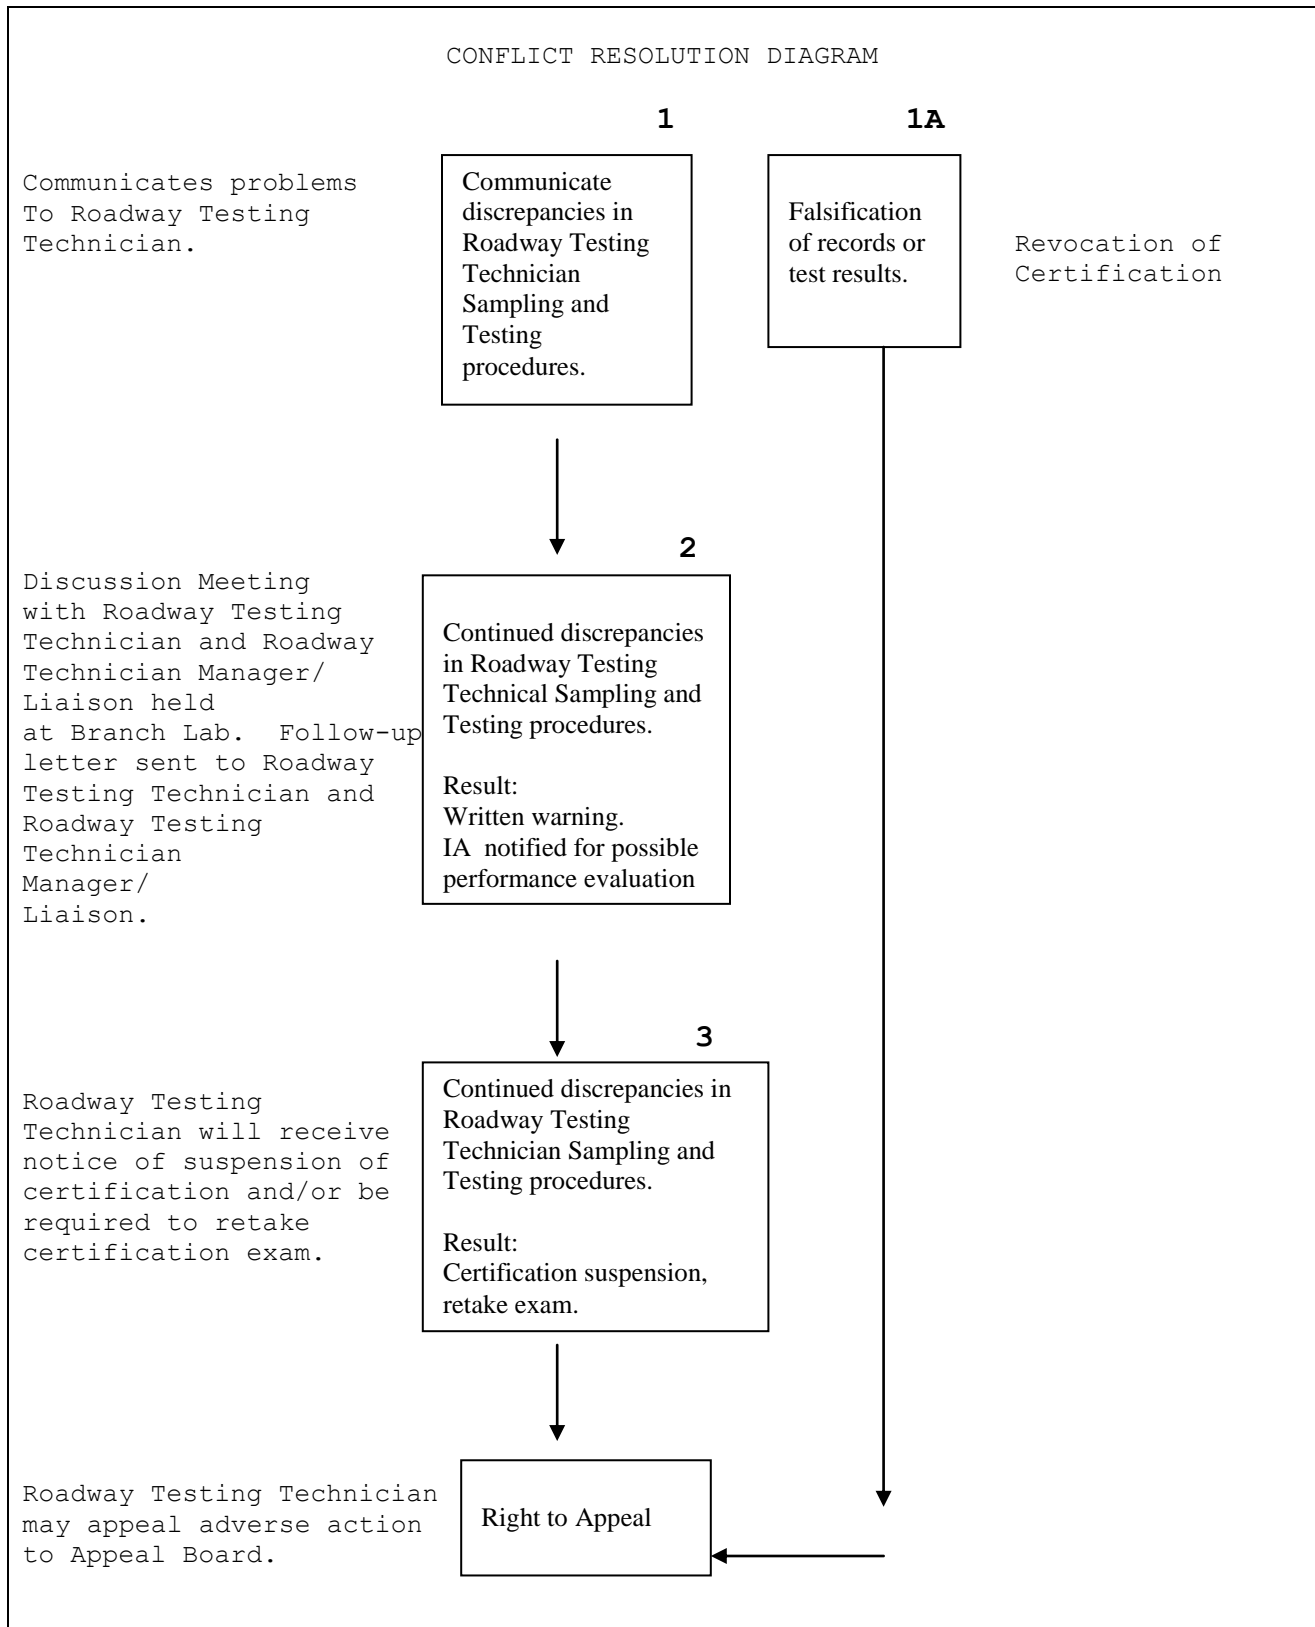 CONFLICT RESOLUTION DIAGRAM
1
1A
Communicates problems
To Roadway Testing
Technician.
Communicate
discrepancies in
Roadway Testing
Technician
Sampling and
Testing
procedures.
Falsification
of records or
test results.
Revocation of
Certification
2
Discussion Meeting
with Roadway Testing
Technician and Roadway
Technician Manager/
Liaison held
at Branch Lab.  Follow-up
letter sent to Roadway
Testing Technician and
Roadway Testing
Technician
Manager/
Liaison.
Continued discrepancies
in Roadway Testing
Technical Sampling and
Testing procedures.
Result:
Written warning.
IA  notified for possible
performance evaluation
3
Roadway Testing
Technician will receive
notice of suspension of
certification and/or be
required to retake
certification exam.
Continued discrepancies in
Roadway Testing
Technician Sampling and
Testing procedures.
Result:
Certification suspension,
retake exam.
Roadway Testing Technician
may appeal adverse action
to Appeal Board.
Right to Appeal